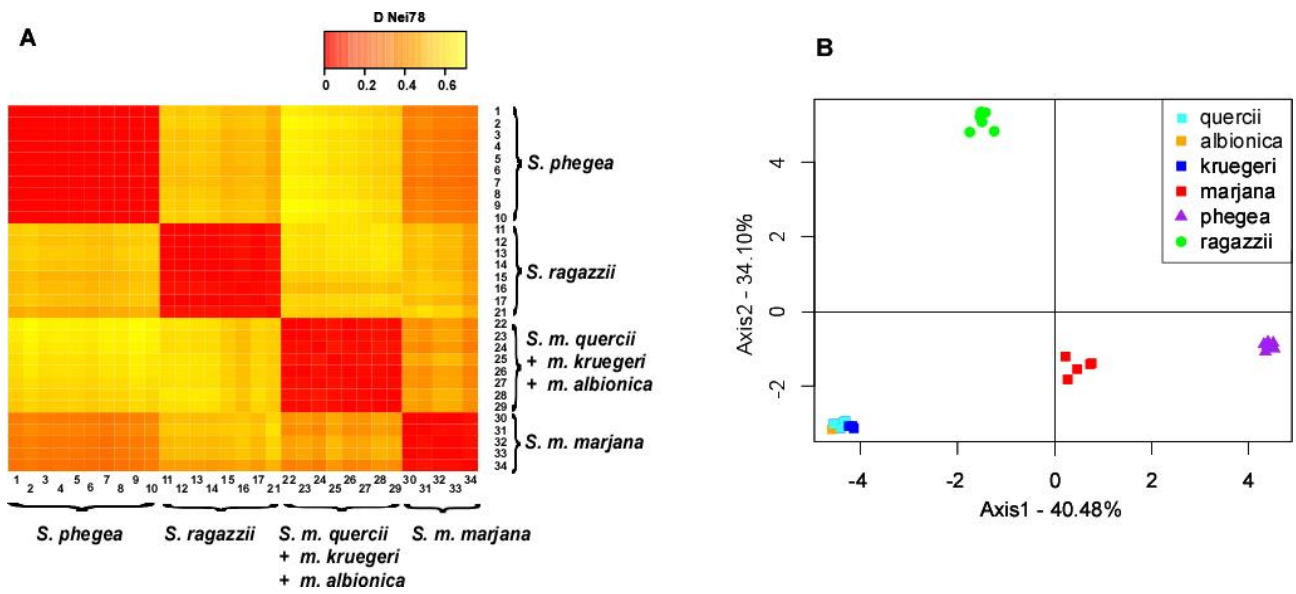 A
D Nei78
0 0.2 0.4 0.6
1
2
3
4
5
6
7
8
9
10
11
12
13
14
15
16
17
21
22
23
24
25
26
27
28
29
30
31
32
33
34
S. phegea
S. ragazzii
S. m. quercii
+ m. kruegeri
+ m. albionica
S. m. marjana
1 3 5 7 9 11 13 15 17 22 24 26 28 30 32 34
2 4 6 8 10 12 14 16 21 23 25 27 29 31 33
S. phegea
S. ragazzii
S. m. quercii
+ m. kruegeri
+ m. albionica
S. m. marjana
B
quercii
albionica
kruegeri
marjana
phegea
ragazzii
4
2
0
-2
Axis2 - 34.10%
-4 -2 0 2 4
Axis1 - 40.48%